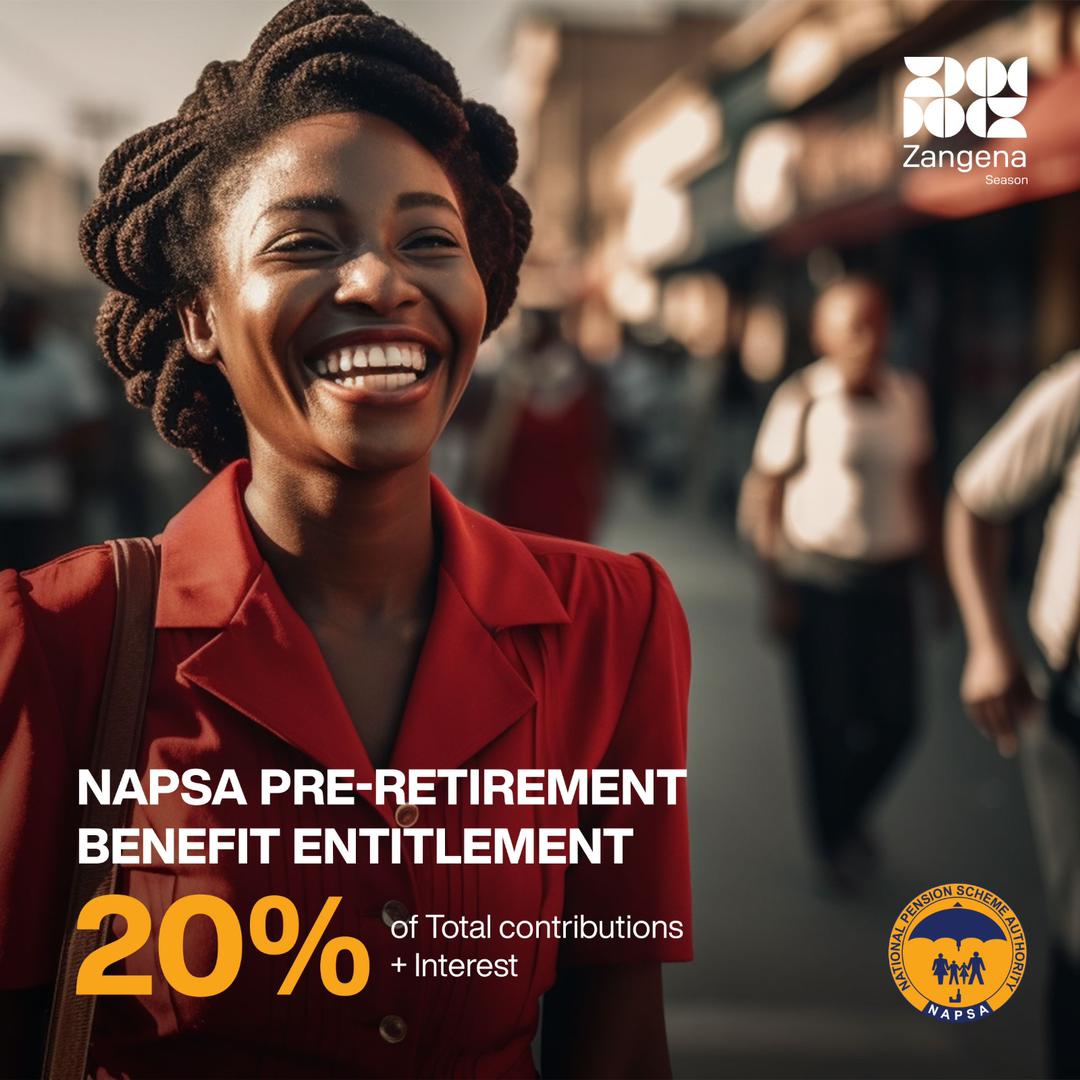 Zangena
Season
NAPSA PRE-RETIREMENT
BENEFIT ENTITLEMENT
20% of Total contributions
+ Interest
NATIONAL PENSION SCHEME AUTHORITY
NAPSA